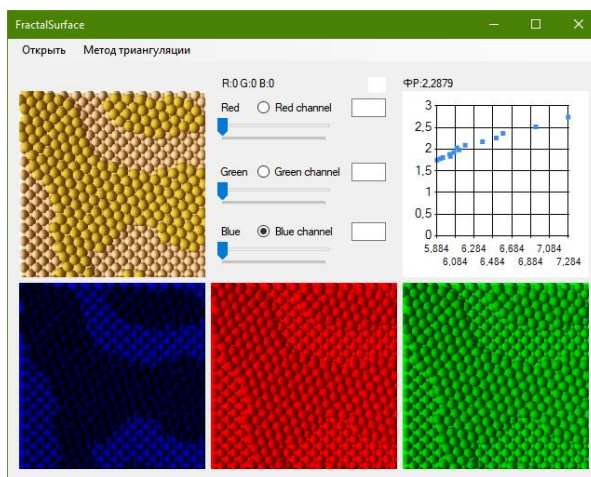 FractalSurface
Открыть Метод триангуляции
R:0 G:0 B:0
ФР:2,2879
Red Red channel
Green Green channel
Blue Blue channel
3
2,5
2
1,5
1
0,5
0
5,884 6,284 6,684 7,084
6,084 6,484 6,884 7,284